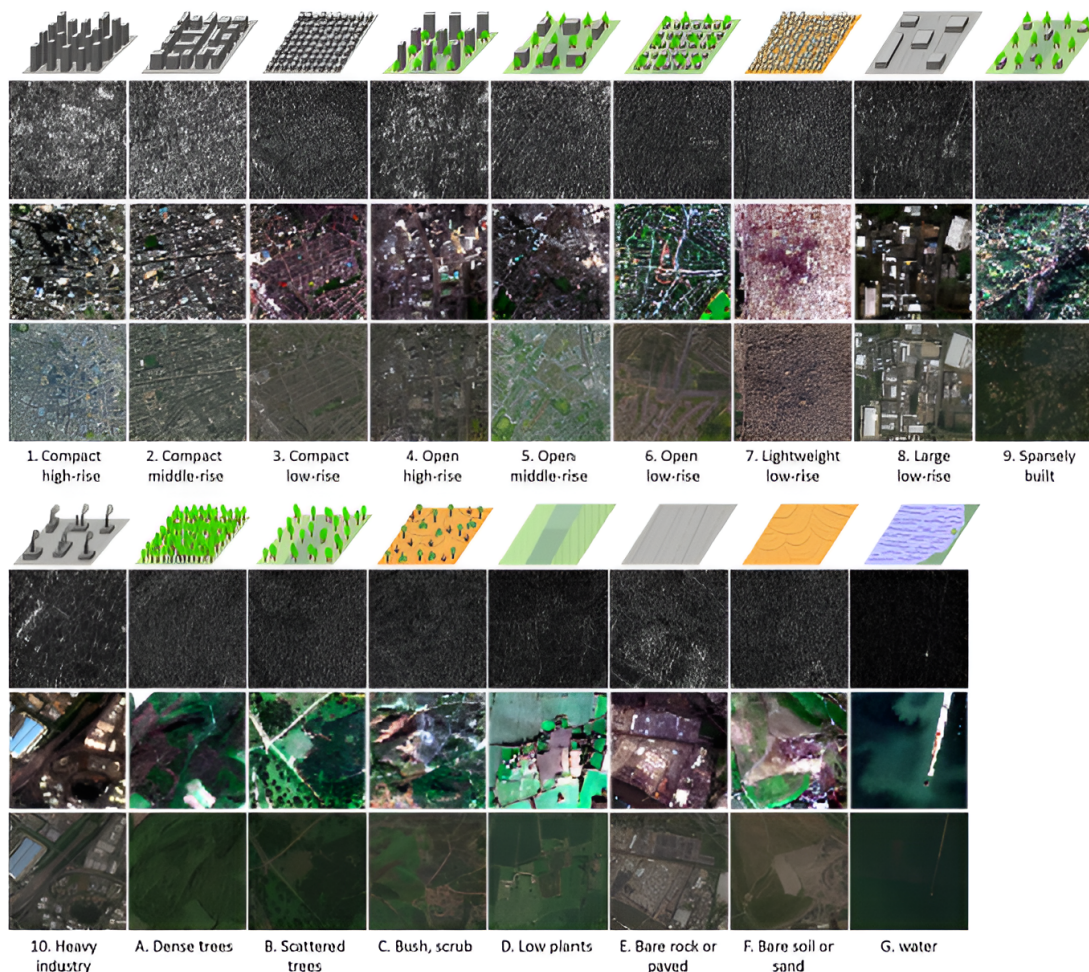 1. Compact
high-rise
2. Compact
middle-rise
3. Compact
low-rise
4. Open
high-rise
5. Open
middle-rise
6. Open
low-rise
7. Lightweight
low-rise
8. Large
low-rise
9. Sparsely
built
10. Heavy
industry
A. Dense trees
B. Scattered
trees
C. Bush, scrub
D. Low plants
E. Bare rock or
paved
F. Bare soil or
sand
G. water